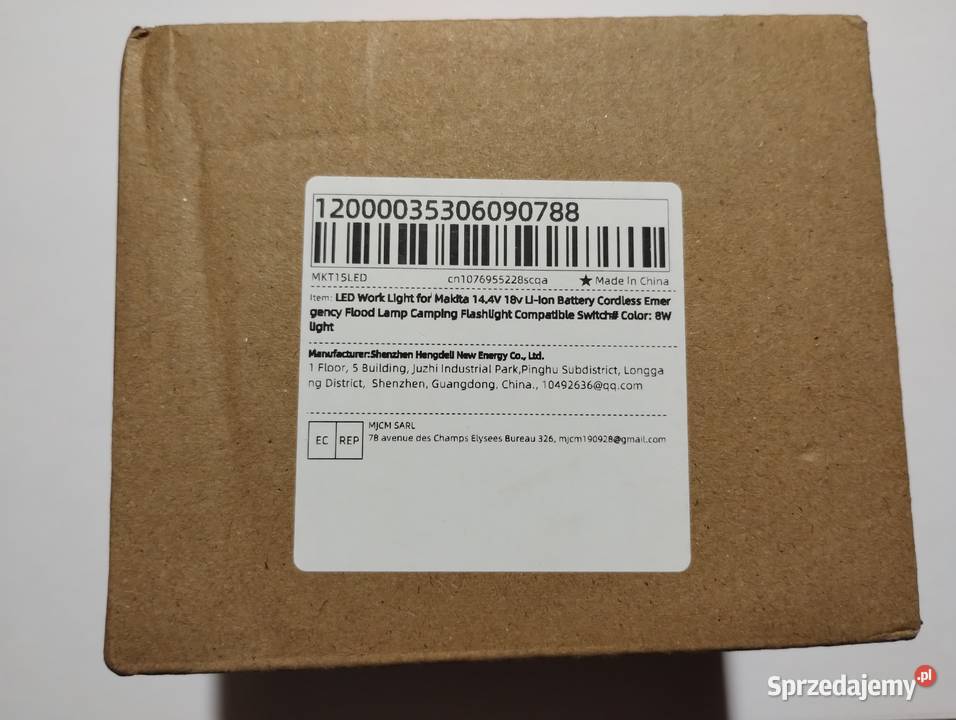 12000035306090788
MKT15LED cn1076955228scqa ★ Made In China
Item: LED Work Light for Makita 14.4V 18v Li-ion Battery Cordless Emer
gency Flood Lamp Camping Flashlight Compatible Switch# Color: 8W
light
Manufacturer:Shenzhen Hengdeli New Energy Co., Ltd.
1 Floor, 5 Building, Juzhi Industrial Park,Pinghu Subdistrict, Longga
ng District, Shenzhen, Guangdong, China., 10492636@qq.com
EC REP
MJCM SARL
78 avenue des Champs Elysees Bureau 326, mjcm190928@gmail.com
Sprzedajemy.pl